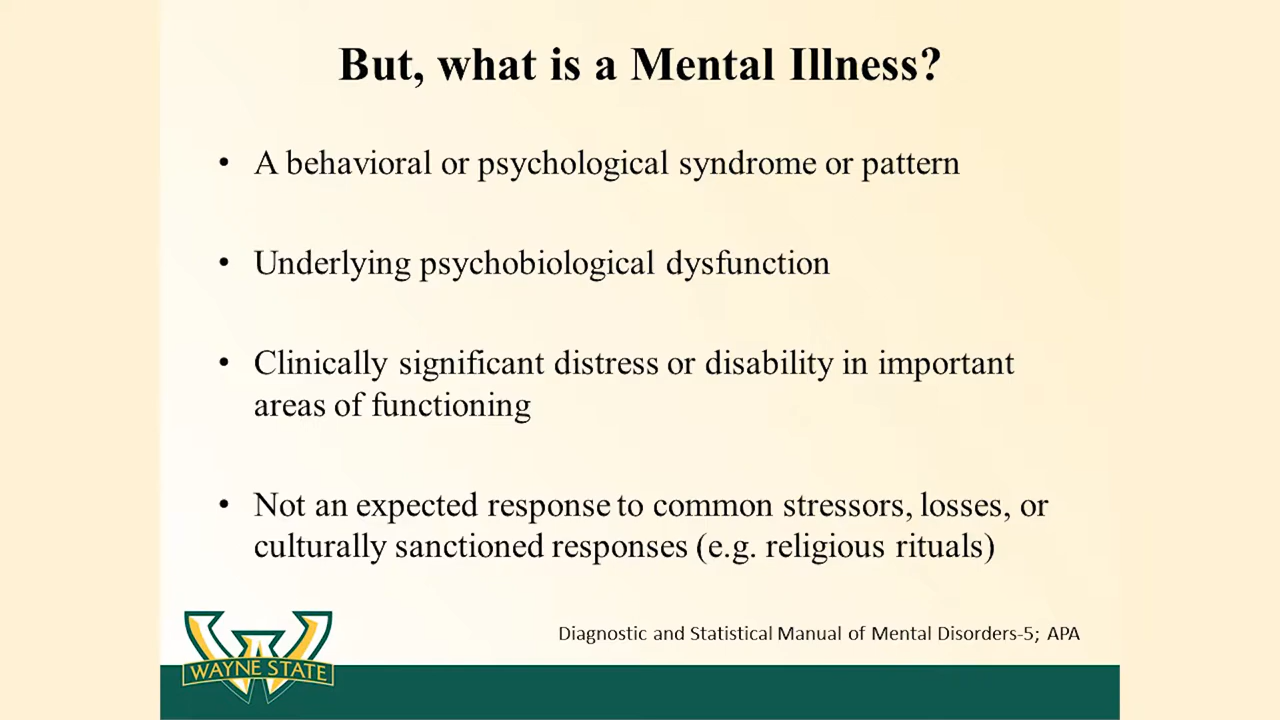 But, what is a Mental Illness?
• A behavioral or psychological syndrome or pattern
• Underlying psychobiological dysfunction
• Clinically significant distress or disability in important
areas of functioning
• Not an expected response to common stressors, losses, or
culturally sanctioned responses (e.g. religious rituals)
Diagnostic and Statistical Manual of Mental Disorders-5; APA
WAYNE STATE